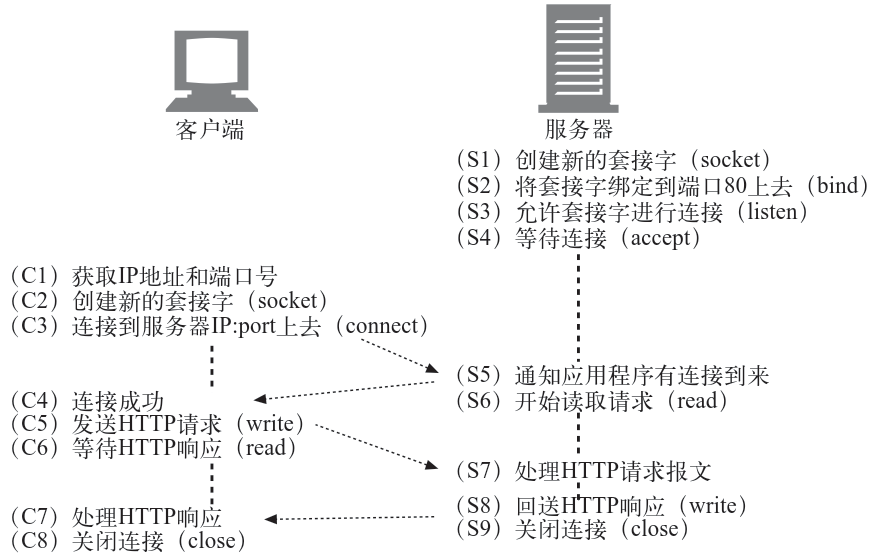 客户端
服务器
（S1）创建新的套接字（socket）
（S2）将套接字绑定到端口80上去（bind）
（S3）允许套接字进行连接（listen）
（S4）等待连接（accept）
（C1）获取IP地址和端口号
（C2）创建新的套接字（socket）
（C3）连接到服务器IP:port上去（connect）
（S5）通知应用程序有连接到来
（S6）开始读取请求（read）
（C4）连接成功
（C5）发送HTTP请求（write）
（C6）等待HTTP响应（read）
（S7）处理HTTP请求报文
（S8）回送HTTP响应（write）
（S9）关闭连接（close）
（C7）处理HTTP响应
（C8）关闭连接（close）